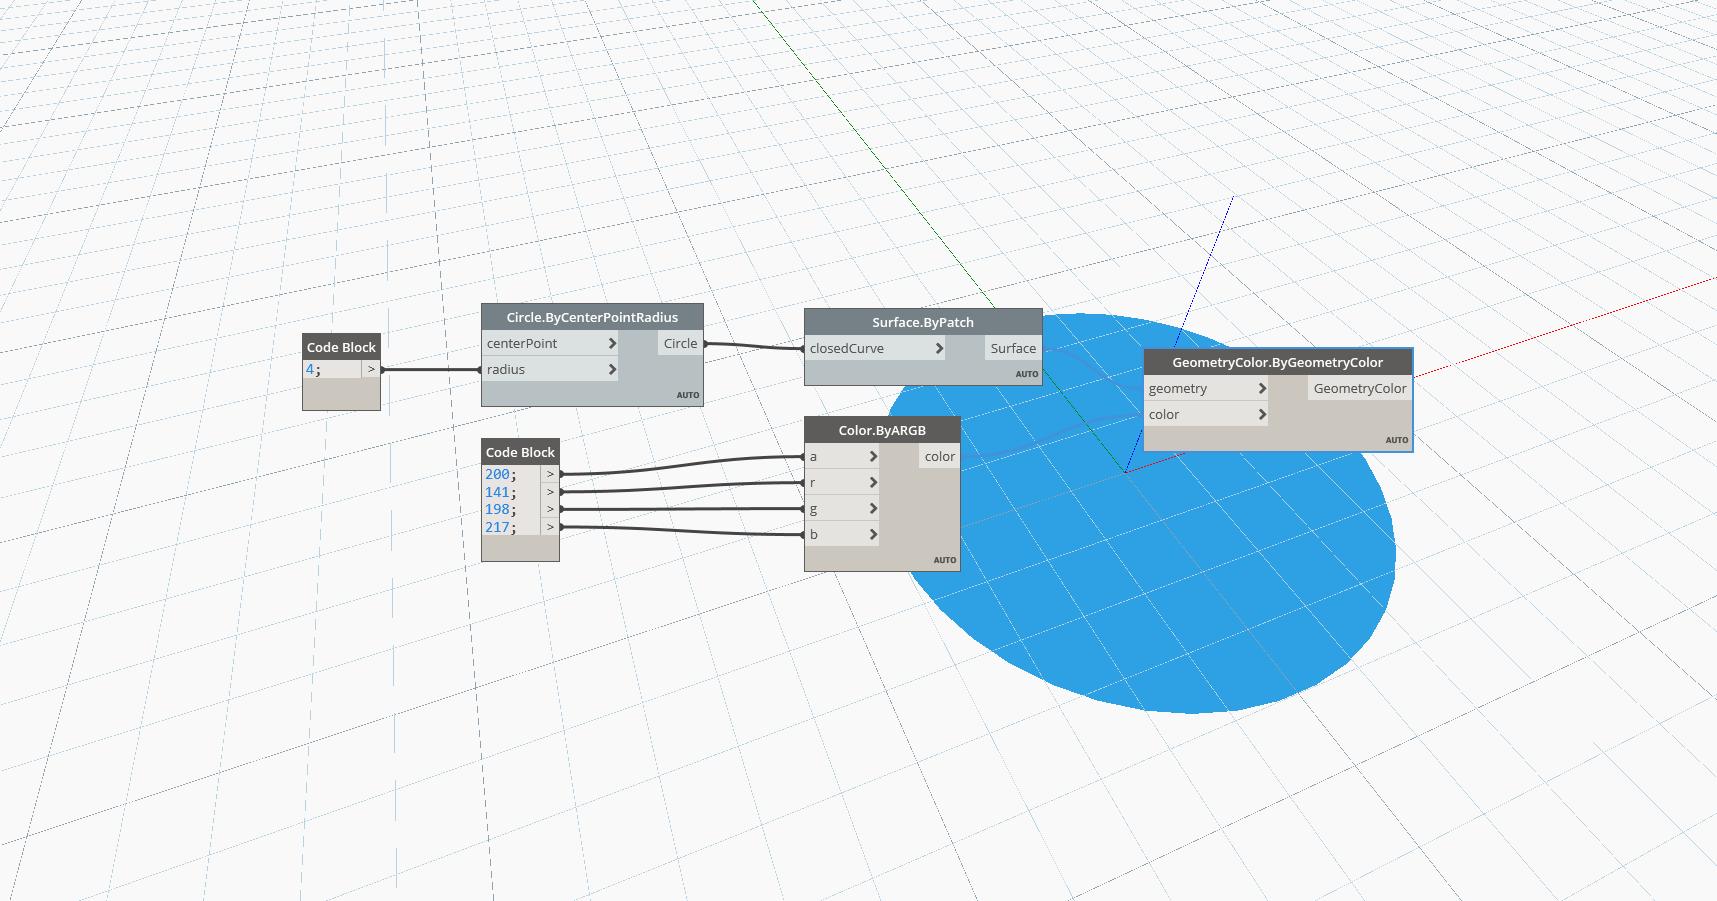 Code Block
4; >
Circle.ByCenterPointRadius
centerPoint > Circle
radius >
AUTO
Surface.ByPatch
closedCurve > Surface
AUTO
GeometryColor.ByGeometryColor
geometry > GeometryColor
color >
AUTO
Code Block
200; >
141; >
198; >
217; >
Color.ByARGB
a > color
r >
g >
b >
AUTO